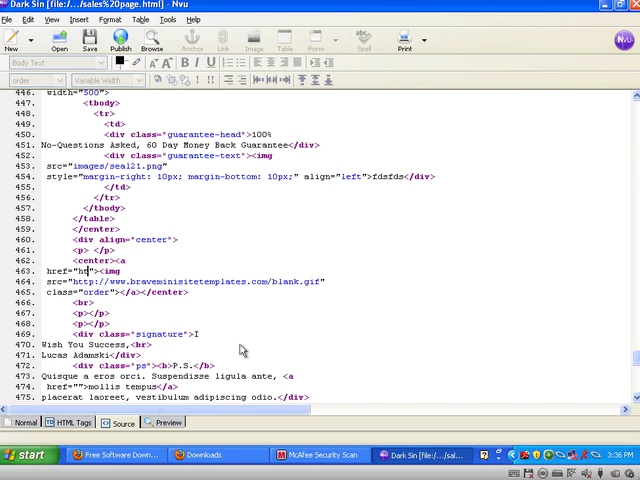 Dark Sin [file:/.../sales%20page.html] - Nvu
File Edit View Insert Format Table Tools Help
New Open Save Publish Browse Anchor Link Image Table Form Spell Print
NVU
Body Text
order Variable Width
446. width="500">
447. <tbody>
448. <tr>
449. <td>
450. <div class="guarantee-head">100%
451. No-Questions Asked, 60 Day Money Back Guarantee</div>
452. <div class="guarantee-text"><img
453. src="images/seal21.png"
454. style="margin-right: 10px; margin-bottom: 10px;" align="left">fdsfds</div>
455. </td>
456. </tr>
457. </tbody>
458. </table>
459. </center>
460. <div align="center">
461. <p> </p>
462. <center><a
463. href="ht"><img
464. src="http://www.braveminisitetemplates.com/blank.gif"
465. class="order"></a></center>
466. <br>
467. <p></p>
468. <p></p>
469. <div class="signature">I
470. Wish You Success,<br>
471. Lucas Adamski</div>
472. <div class="ps"><b>P.S.</b>
473. Quisque a eros orci. Suspendisse ligula ante, <a
474. href="">mollis tempus</a>
475. placerat laoreet, vestibulum adipiscing odio.</div>
Normal HTML Tags Source Preview
start Free Software Down... Downloads McAfee Security Scan Dark Sin [file:/.../sal... 3:36 PM